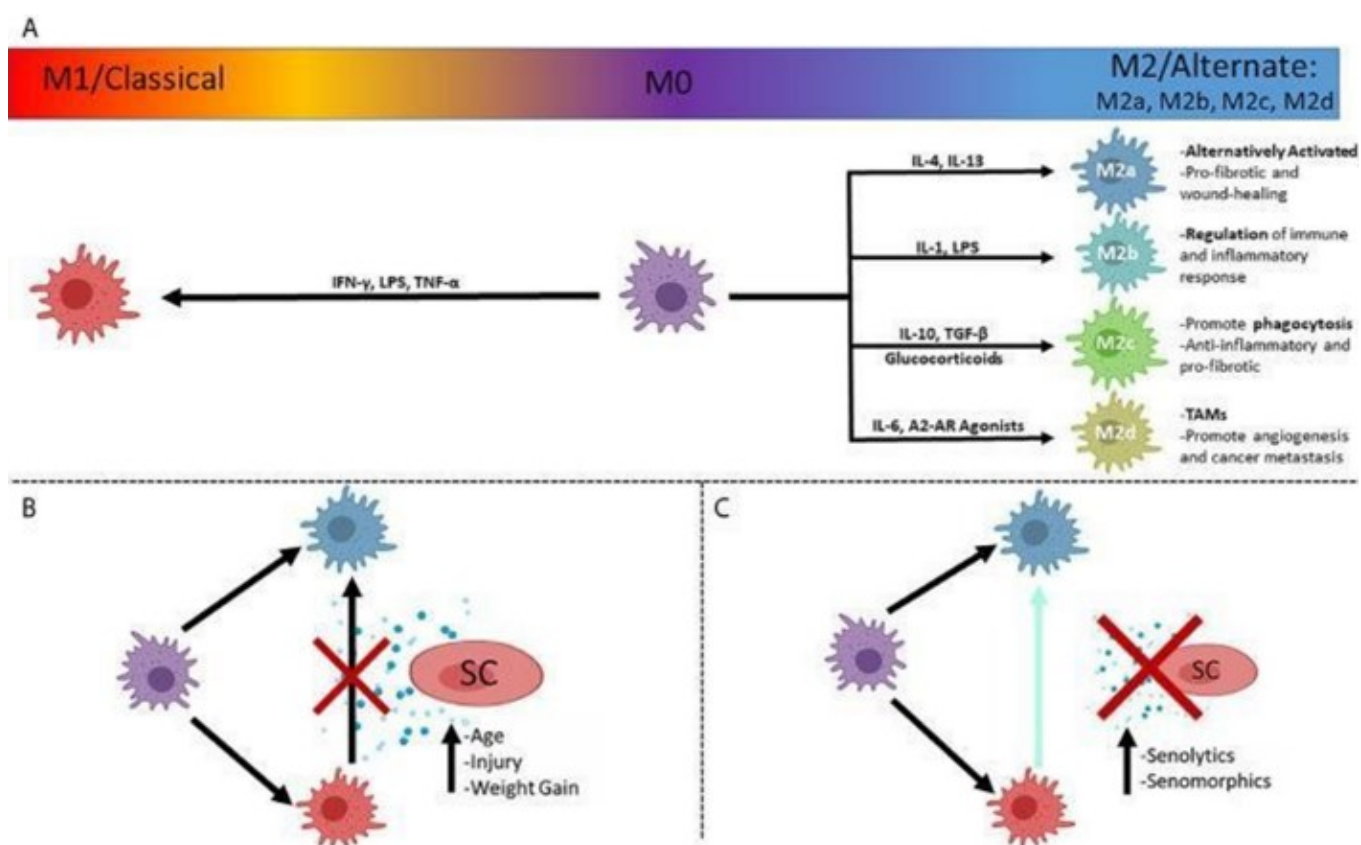 A
M1/Classical
M0
M2/Alternate:
M2a, M2b, M2c, M2d
IFN-γ, LPS, TNF-α
IL-4, IL-13
M2a
-Alternatively Activated
-Pro-fibrotic and
wound-healing
IL-1, LPS
M2b
-Regulation of immune
and inflammatory
response
IL-10, TGF-β
Glucocorticoids
M2c
-Promote phagocytosis
-Anti-inflammatory and
pro-fibrotic
IL-6, A2-AR Agonists
M2d
-TAMs
-Promote angiogenesis
and cancer metastasis
B
SC
-Age
-Injury
-Weight Gain
C
SC
-Senolytics
-Senomorphics